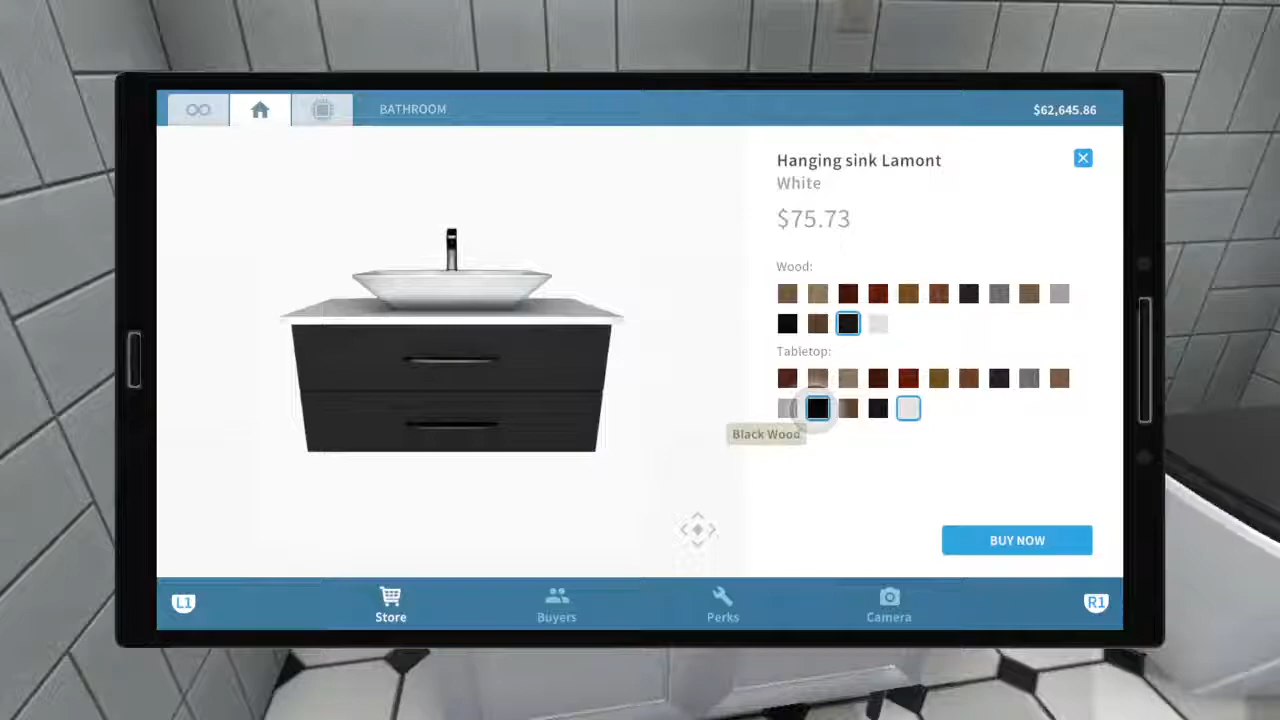 BATHROOM
$62,645.86
Hanging sink Lamont
White
$75.73
Wood:
Tabletop:
Black Wood
BUY NOW
L1
Store
Buyers
Perks
Camera
R1